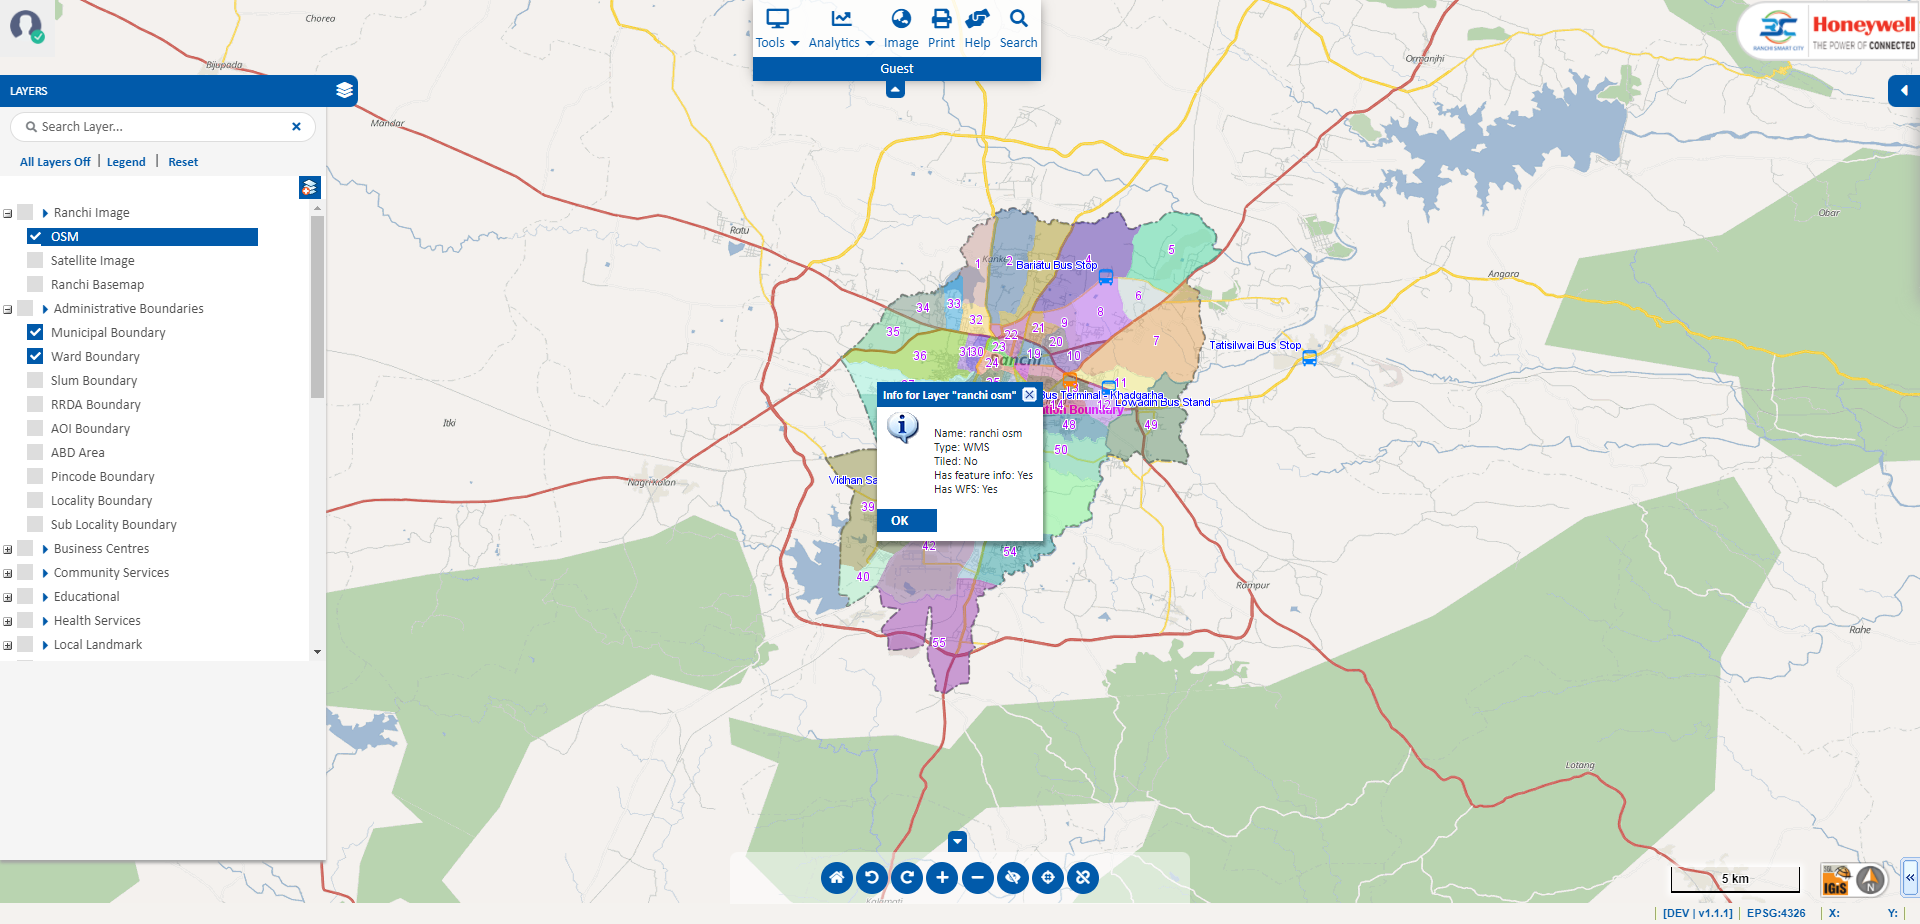 Chorea
Bijupada
Mandar
Ratu
Itki
Nagri Kalan
Tools
Analytics
Image
Print
Help
Search
Guest
RANCHI SMART CITY
Honeywell
THE POWER OF CONNECTED
LAYERS
Search Layer...
All Layers Off | Legend | Reset
Ranchi Image
OSM
Satellite Image
Ranchi Basemap
Administrative Boundaries
Municipal Boundary
Ward Boundary
Slum Boundary
RRDA Boundary
AOI Boundary
ABD Area
Pincode Boundary
Locality Boundary
Sub Locality Boundary
Business Centres
Community Services
Educational
Health Services
Local Landmark
Ormanjhi
Obar
Angara
Rampur
Rahe
Lotang
Kalamati
1
2
Bariatu Bus Stop
4
5
6
7
8
9
10
11
19
20
21
22
23
24
3130
32
33
34
35
36
Ranchi
Tatisilwai Bus Stop
Bus Terminal - Khadgarha
Lowadih Bus Stand
ation Boundary
48
49
50
Vidhan Sa
39
40
42
54
55
Info for Layer "ranchi osm"
Name: ranchi osm
Type: WMS
Tiled: No
Has feature info: Yes
Has WFS: Yes
OK
5 km
IGiS
N
[DEV | v1.1.1] EPSG:4326 X: Y: